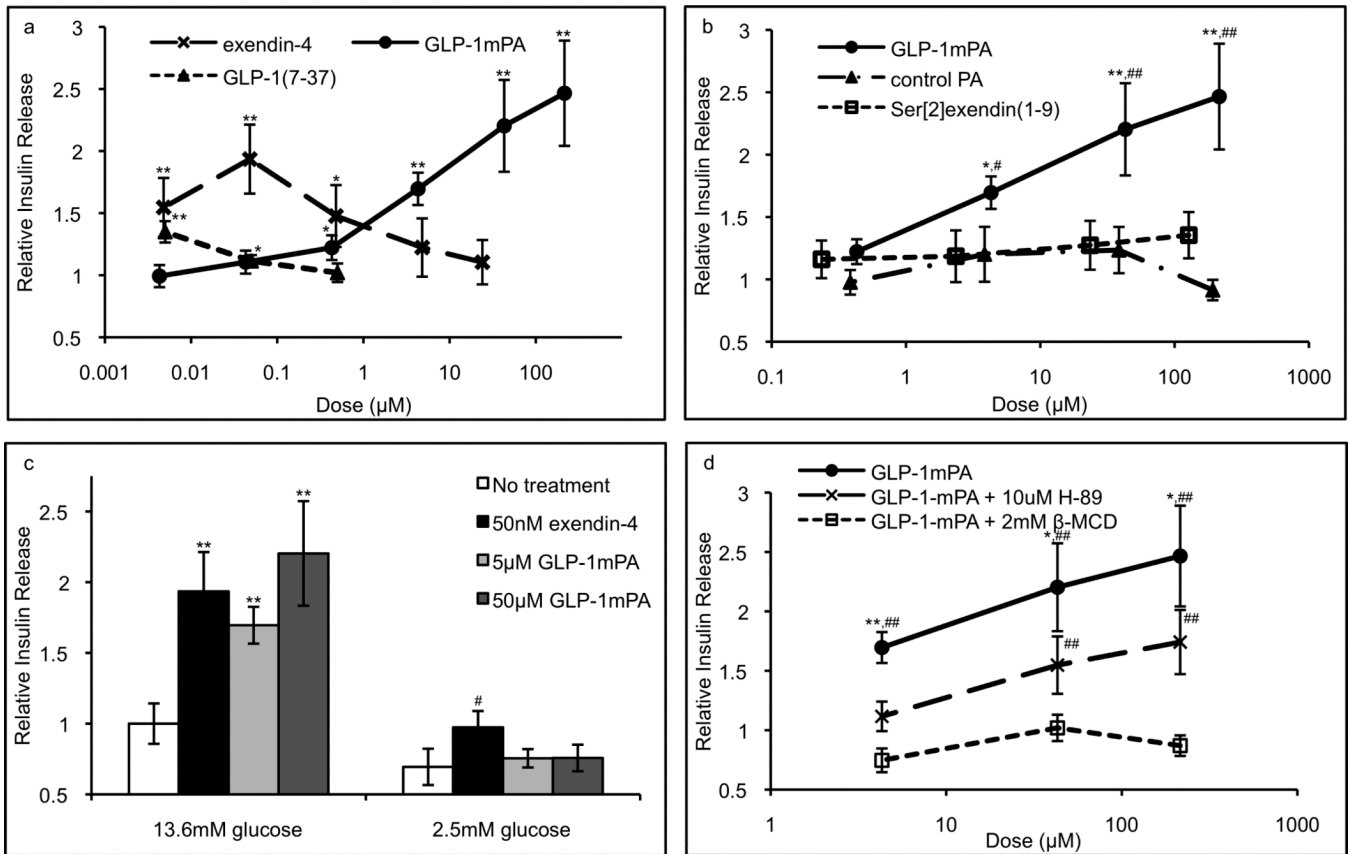 a
exendin-4
GLP-1mPA
GLP-1(7-37)
Relative Insulin Release
3
2.5
2
1.5
1
0.5
**
**
**
**
**
*
**
*
*
0.001 0.01 0.1 1 10 100
Dose (µM)
b
GLP-1mPA
control PA
Ser[2]exendin(1-9)
Relative Insulin Release
3
2.5
2
1.5
1
0.5
**,##
**,##
*,#
0.1 1 10 100 1000
Dose (µM)
c
No treatment
50nM exendin-4
5µM GLP-1mPA
50µM GLP-1mPA
Relative Insulin Release
2.5
2
1.5
1
0.5
**
**
**
#
13.6mM glucose 2.5mM glucose
d
GLP-1mPA
GLP-1-mPA + 10uM H-89
GLP-1-mPA + 2mM β-MCD
Relative Insulin Release
3
2.5
2
1.5
1
0.5
*,##
*,##
**,##
##
##
1 10 100 1000
Dose (µM)